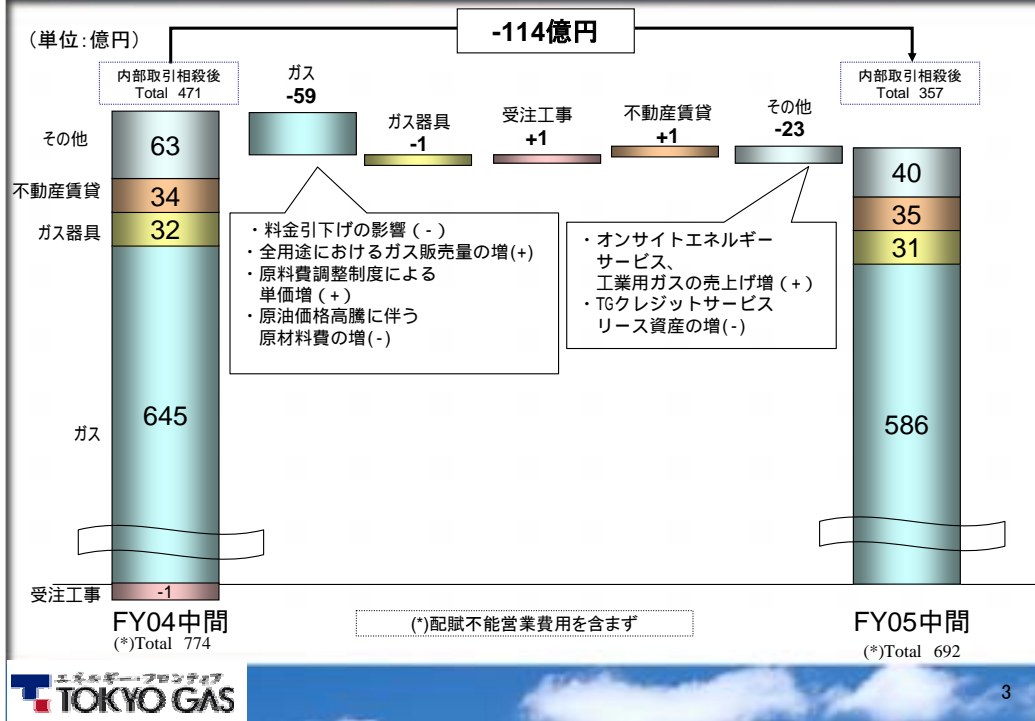 -114億円
（単位：億円）
内部取引相殺後
Total 471
内部取引相殺後
Total 357
ガス
-59
ガス器具
-1
受注工事
+1
不動産賃貸
+1
その他
-23
その他
63
不動産賃貸
34
ガス器具
32
ガス
645
受注工事
-1
40
35
31
586
・料金引下げの影響（-）
・全用途におけるガス販売量の増(+)
・原料費調整制度による
単価増（+）
・原油価格高騰に伴う
原材料費の増(-)
・オンサイトエネルギー
サービス、
工業用ガスの売上げ増（+）
・TGクレジットサービス
リース資産の増(-)
FY04中間
(*)Total 774
(*)配賦不能営業費用を含まず
FY05中間
(*)Total 692
エネルギー・フロンティア
TOKYO GAS
3